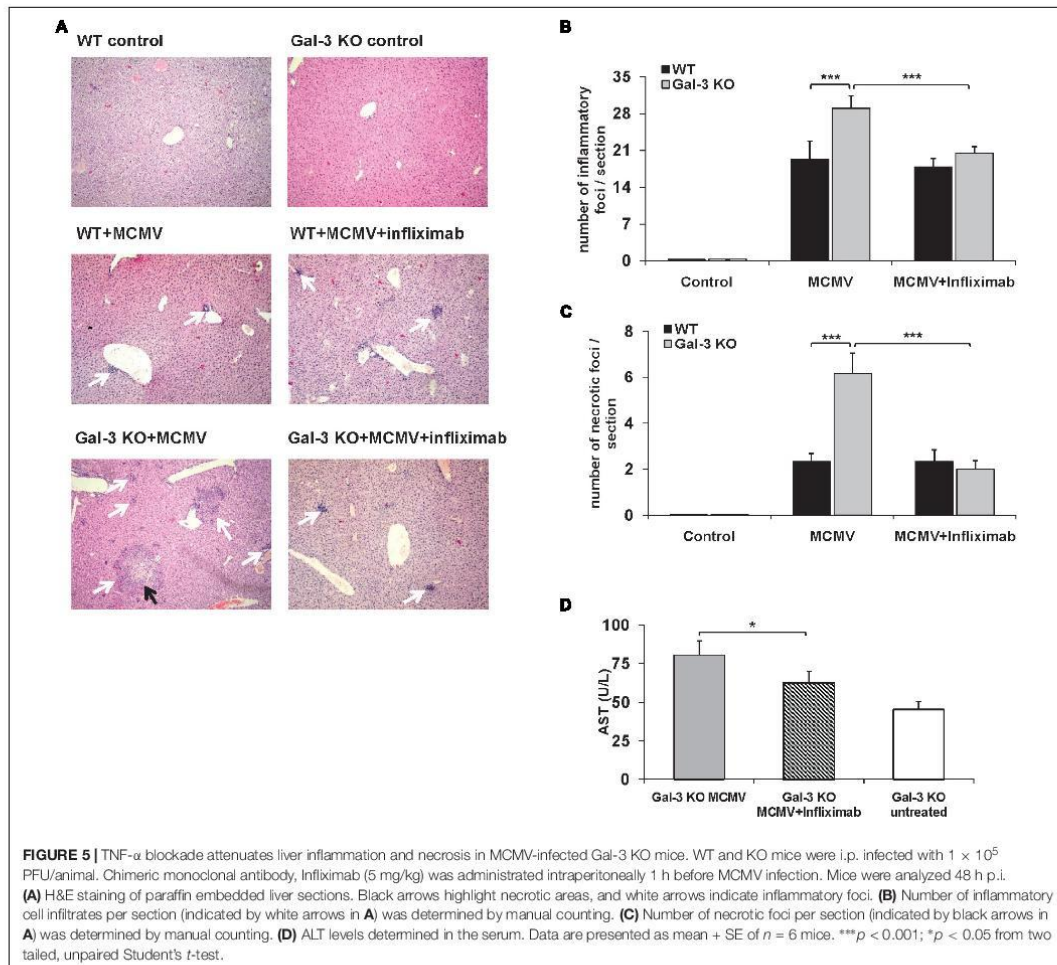 A
WT control
Gal-3 KO control
WT+MCMV
WT+MCMV+infliximab
Gal-3 KO+MCMV
Gal-3 KO+MCMV+infliximab
B
number of inflammatory
foci / section
35
28
21
14
7
0
WT
Gal-3 KO
***
***
Control
MCMV
MCMV+Infliximab
C
number of necrotic foci /
section
8
6
4
2
0
WT
Gal-3 KO
***
***
Control
MCMV
MCMV+Infliximab
D
AST (U/L)
100
75
50
25
0
*
Gal-3 KO MCMV
Gal-3 KO
MCMV+Infliximab
Gal-3 KO
untreated
FIGURE 5 | TNF-α blockade attenuates liver inflammation and necrosis in MCMV-infected Gal-3 KO mice. WT and KO mice were i.p. infected with 1 × 10⁵
PFU/animal. Chimeric monoclonal antibody, Infliximab (5 mg/kg) was administrated intraperitoneally 1 h before MCMV infection. Mice were analyzed 48 h p.i.
(A) H&E staining of paraffin embedded liver sections. Black arrows highlight necrotic areas, and white arrows indicate inflammatory foci. (B) Number of inflammatory
cell infiltrates per section (indicated by white arrows in A) was determined by manual counting. (C) Number of necrotic foci per section (indicated by black arrows in
A) was determined by manual counting. (D) ALT levels determined in the serum. Data are presented as mean + SE of n = 6 mice. ***p < 0.001; *p < 0.05 from two
tailed, unpaired Student's t-test.